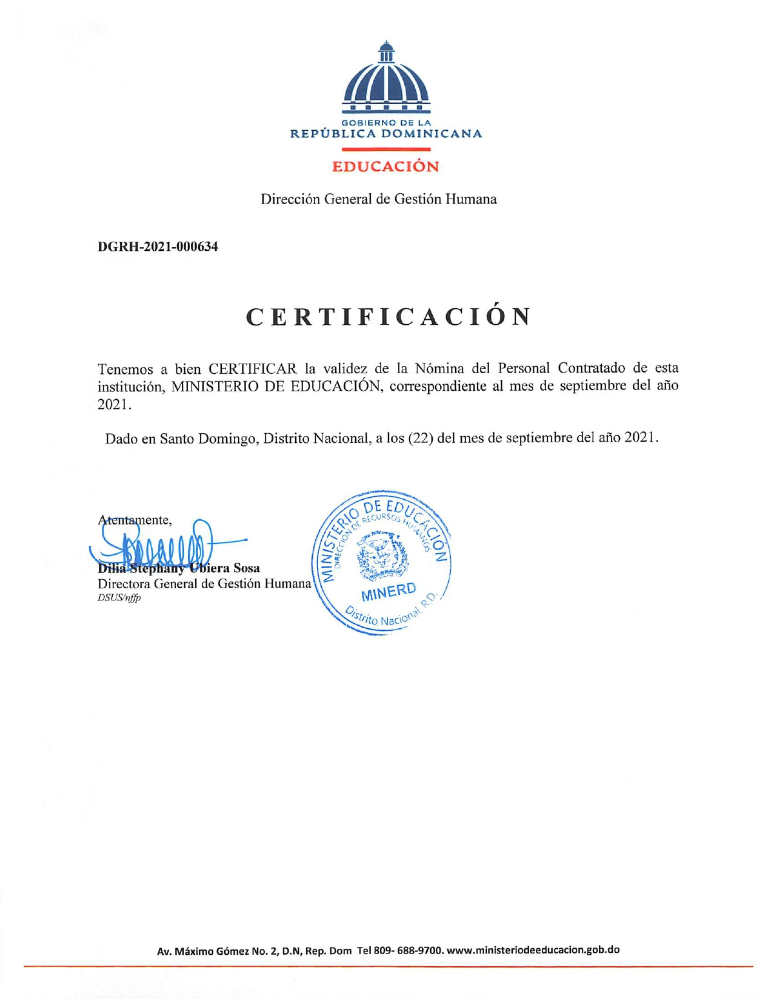 GOBIERNO DE LA
REPÚBLICA DOMINICANA
EDUCACIÓN
Dirección General de Gestión Humana
DGRH-2021-000634
CERTIFICACIÓN
Tenemos a bien CERTIFICAR la validez de la Nómina del Personal Contratado de esta
institución, MINISTERIO DE EDUCACIÓN, correspondiente al mes de septiembre del año
2021.
Dado en Santo Domingo, Distrito Nacional, a los (22) del mes de septiembre del año 2021.
Atentamente,
Dilia Stephany Ubiera Sosa
Directora General de Gestión Humana
DSUS/nffp
MINISTERIO DE EDUCACIÓN
DIRECCION DE RECURSOS HUMANOS
MINERD
Distrito Nacional, R.D.
Av. Máximo Gómez No. 2, D.N, Rep. Dom Tel 809- 688-9700. www.ministeriodeeducacion.gob.do